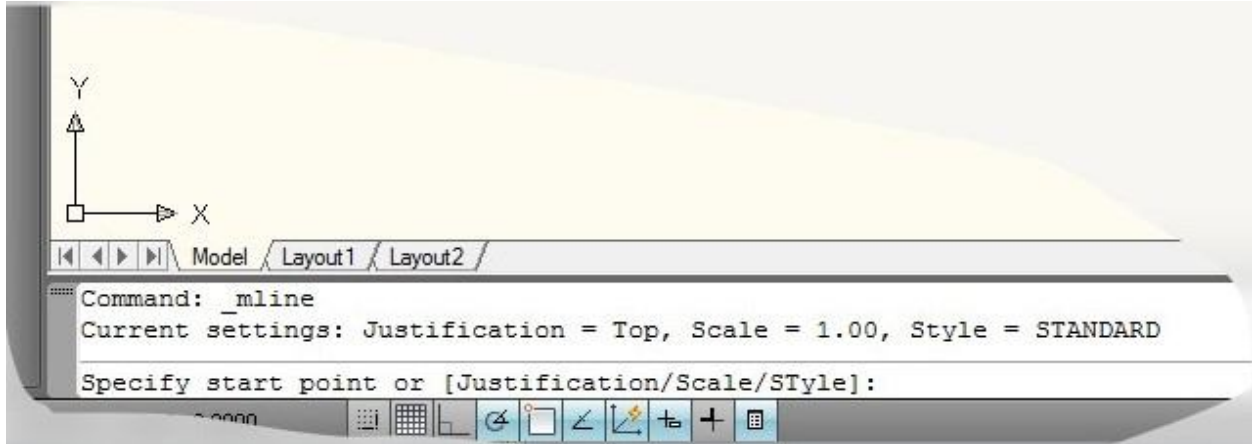 Y
X
Model Layout1 Layout2
Command: _mline
Current settings: Justification = Top, Scale = 1.00, Style = STANDARD
Specify start point or [Justification/Scale/STyle]: